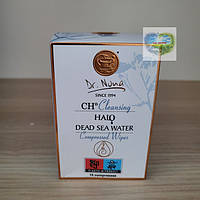 Dr. Nona
SINCE 1994
CH® Cleansing
HALO
DEAD SEA WATER
Compressed Wipes